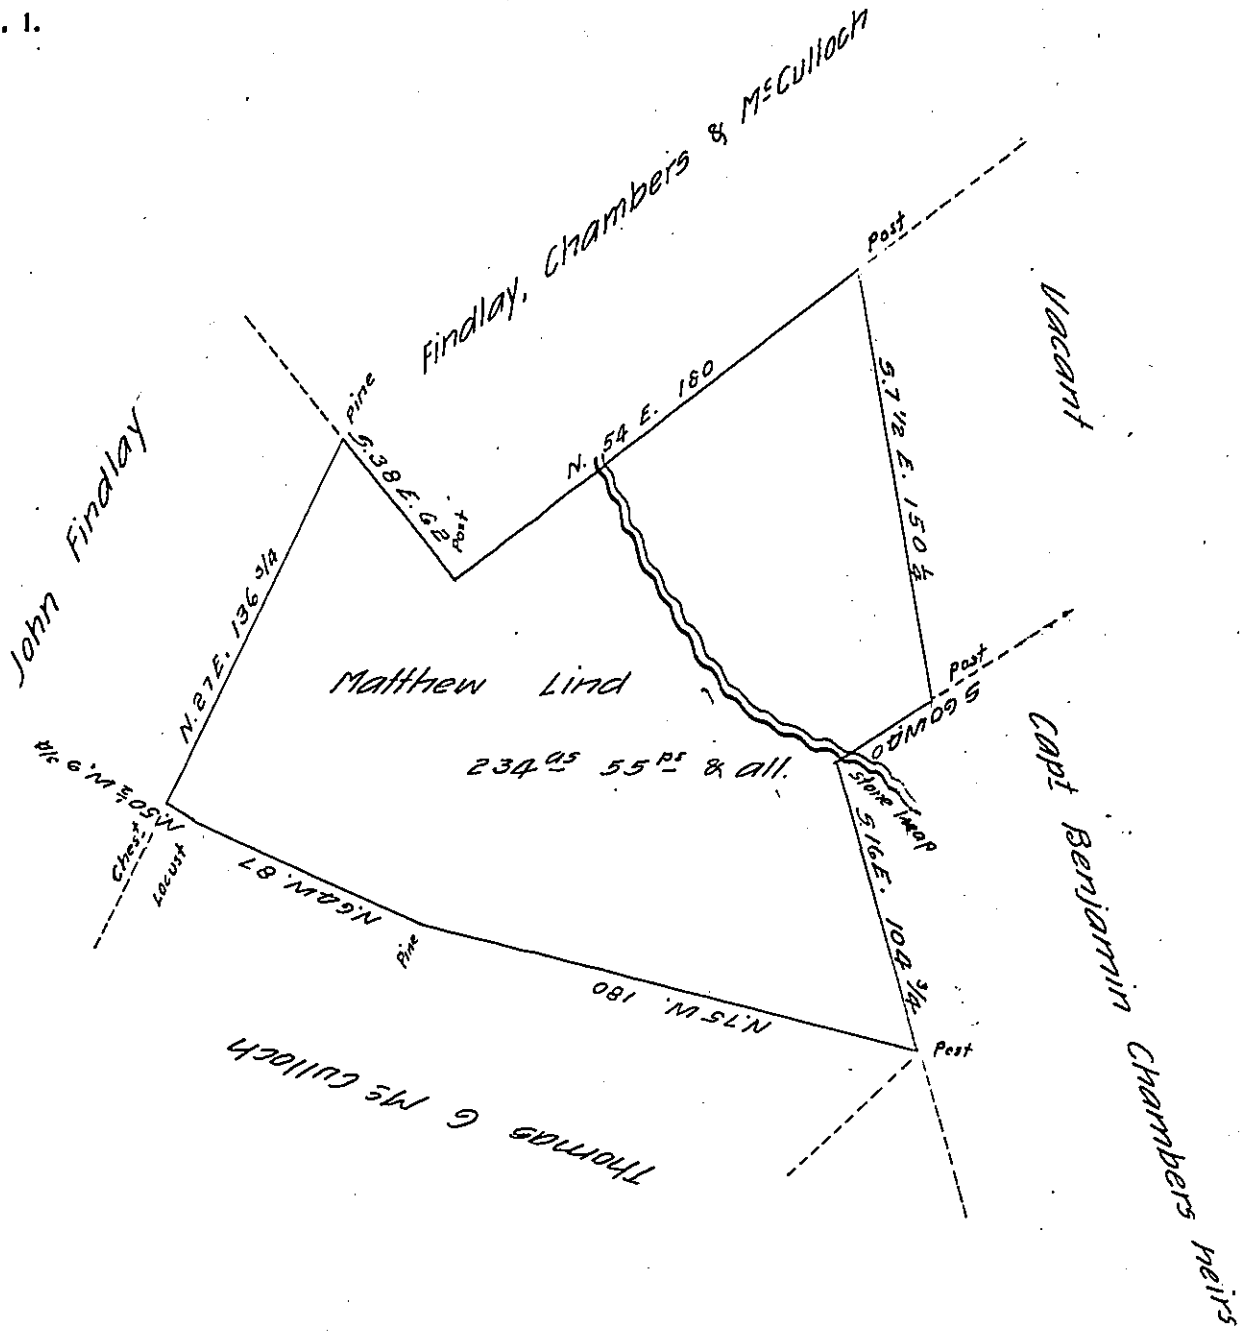 . 1.
Findlay, Chambers & McCulloch
Post
Vacant
Pine
S.38 E. 62
Post
N. 54 E. 180
S.7 1/2 E. 150 1/2
John Findlay
N.27 E. 136 3/4
Matthew Lind
234 as 55 ps & all.
Post
S 60 W 40
Stone heap
S 16 E. 104 3/4
Capt Benjamin Chambers heirs
N.50 1/2 W. 9 3/4
Chest.
Locust
N.64 W. 87
Pine
N.75 W. 180
Post
Thomas G McCulloch